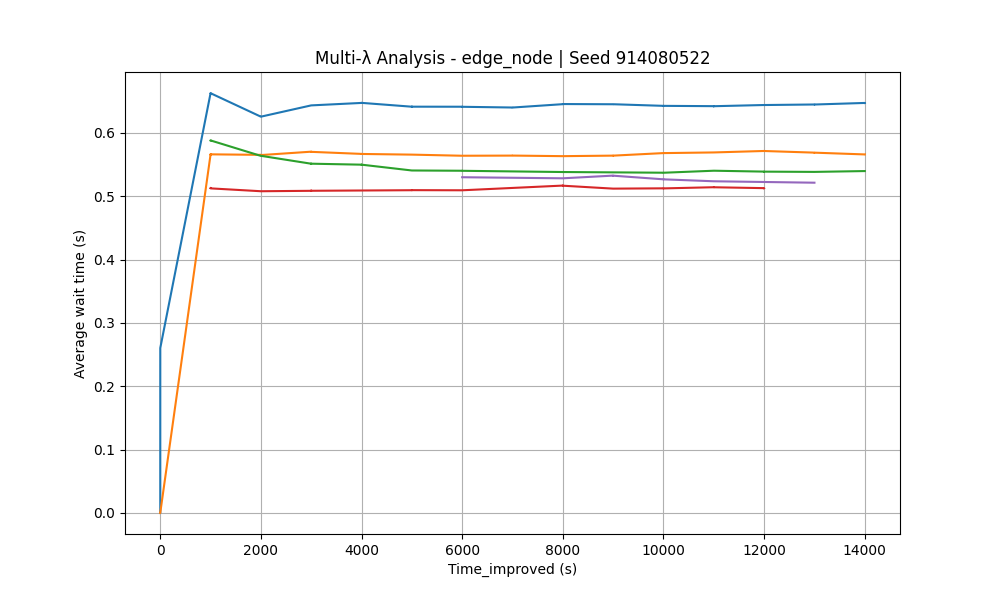 Multi-λ Analysis - edge_node | Seed 914080522
Average wait time (s)
0.6
0.5
0.4
0.3
0.2
0.1
0.0
0 2000 4000 6000 8000 10000 12000 14000
Time_improved (s)